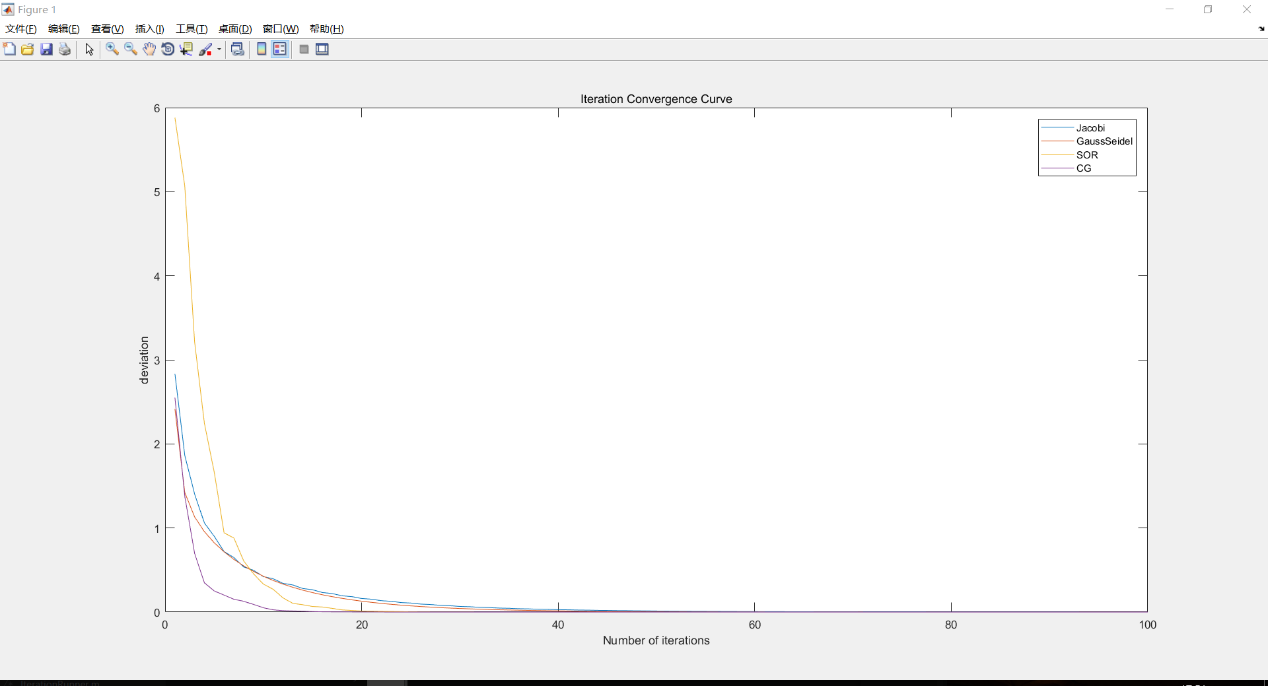 Figure 1
文件(F) 编辑(E) 查看(V) 插入(I) 工具(T) 桌面(D) 窗口(W) 帮助(H)
Iteration Convergence Curve
6
5
4
3
2
1
0
deviation
Jacobi
GaussSeidel
SOR
CG
0 20 40 60 80 100
Number of iterations